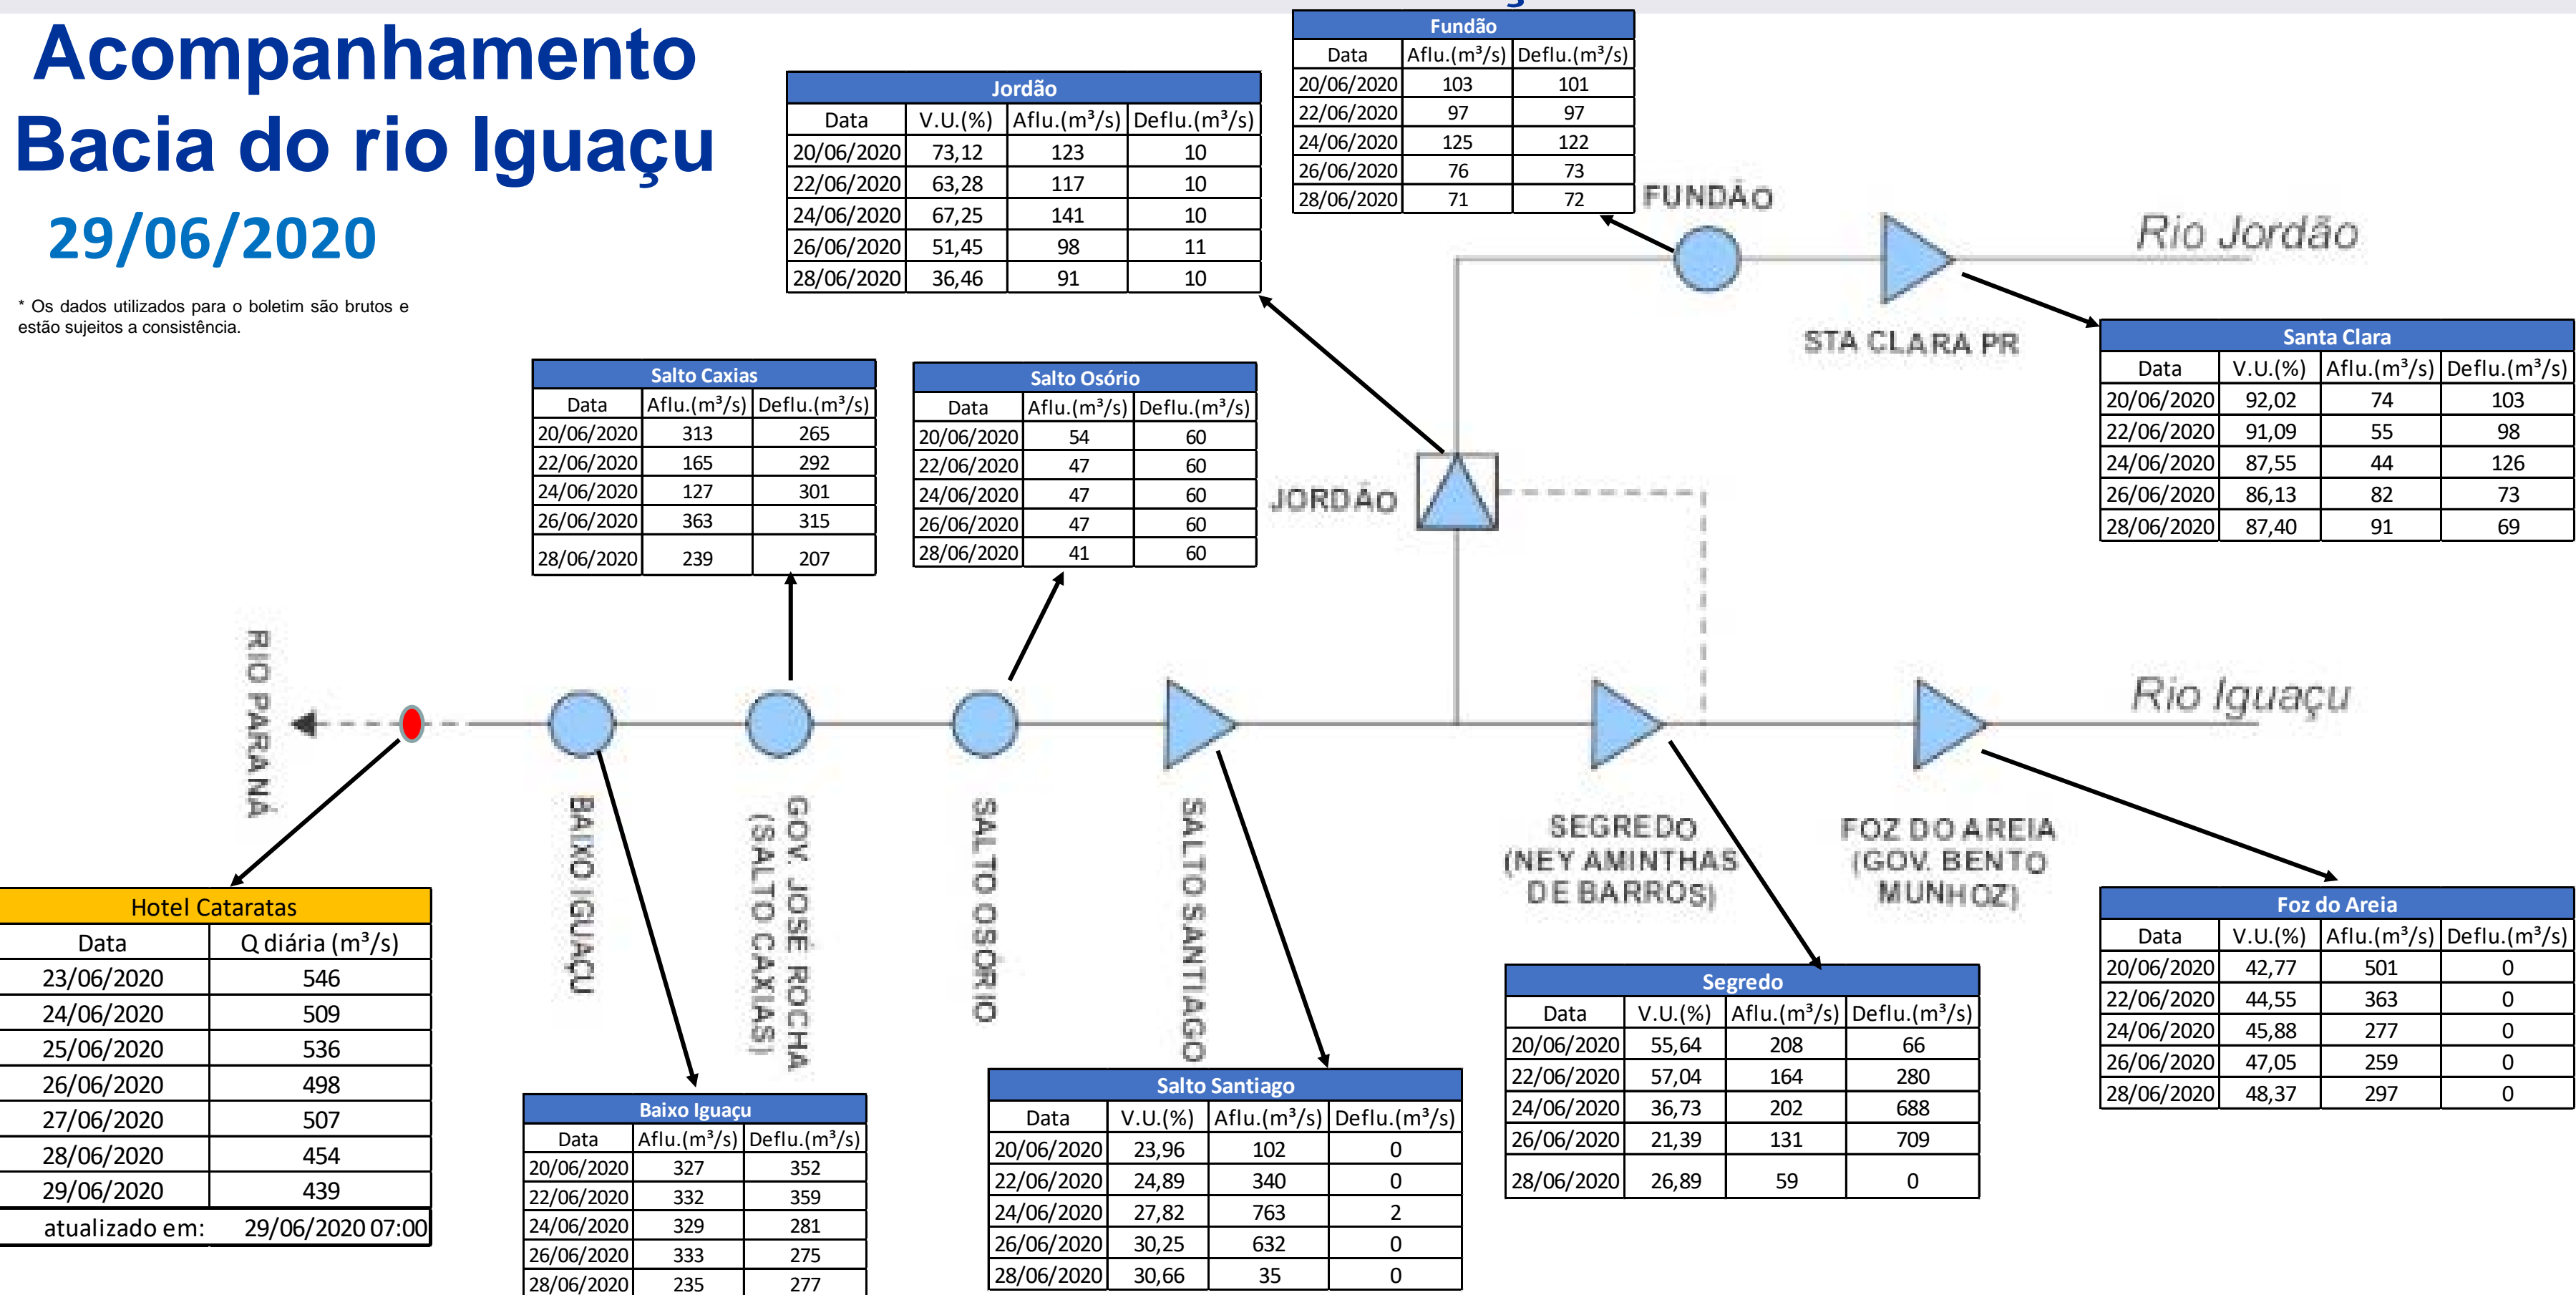 Acompanhamento
Bacia do rio Iguaçu
29/06/2020
* Os dados utilizados para o boletim são brutos e
estão sujeitos a consistência.
Jordão
Data V.U.(%) Aflu.(m³/s) Deflu.(m³/s)
20/06/2020 73,12 123 10
22/06/2020 63,28 117 10
24/06/2020 67,25 141 10
26/06/2020 51,45 98 11
28/06/2020 36,46 91 10
Fundão
Data Aflu.(m³/s) Deflu.(m³/s)
20/06/2020 103 101
22/06/2020 97 97
24/06/2020 125 122
26/06/2020 76 73
28/06/2020 71 72
FUNDÃO
Rio Jordão
STA CLARA PR
Santa Clara
Data V.U.(%) Aflu.(m³/s) Deflu.(m³/s)
20/06/2020 92,02 74 103
22/06/2020 91,09 55 98
24/06/2020 87,55 44 126
26/06/2020 86,13 82 73
28/06/2020 87,40 91 69
Salto Caxias
Data Aflu.(m³/s) Deflu.(m³/s)
20/06/2020 313 265
22/06/2020 165 292
24/06/2020 127 301
26/06/2020 363 315
28/06/2020 239 207
Salto Osório
Data Aflu.(m³/s) Deflu.(m³/s)
20/06/2020 54 60
22/06/2020 47 60
24/06/2020 47 60
26/06/2020 47 60
28/06/2020 41 60
JORDÃO
RIO PARANÁ
Rio Iguaçu
BAIXO IGUAÇU
GOV. JOSÉ ROCHA
(SALTO CAXIAS)
SALTO OSÓRIO
SALTO SANTIAGO
SEGREDO
(NEY AMINTHAS
DE BARROS)
FOZ DO AREIA
(GOV. BENTO
MUNHOZ)
Hotel Cataratas
Data Q diária (m³/s)
23/06/2020 546
24/06/2020 509
25/06/2020 536
26/06/2020 498
27/06/2020 507
28/06/2020 454
29/06/2020 439
atualizado em: 29/06/2020 07:00
Baixo Iguaçu
Data Aflu.(m³/s) Deflu.(m³/s)
20/06/2020 327 352
22/06/2020 332 359
24/06/2020 329 281
26/06/2020 333 275
28/06/2020 235 277
Salto Santiago
Data V.U.(%) Aflu.(m³/s) Deflu.(m³/s)
20/06/2020 23,96 102 0
22/06/2020 24,89 340 0
24/06/2020 27,82 763 2
26/06/2020 30,25 632 0
28/06/2020 30,66 35 0
Segredo
Data V.U.(%) Aflu.(m³/s) Deflu.(m³/s)
20/06/2020 55,64 208 66
22/06/2020 57,04 164 280
24/06/2020 36,73 202 688
26/06/2020 21,39 131 709
28/06/2020 26,89 59 0
Foz do Areia
Data V.U.(%) Aflu.(m³/s) Deflu.(m³/s)
20/06/2020 42,77 501 0
22/06/2020 44,55 363 0
24/06/2020 45,88 277 0
26/06/2020 47,05 259 0
28/06/2020 48,37 297 0